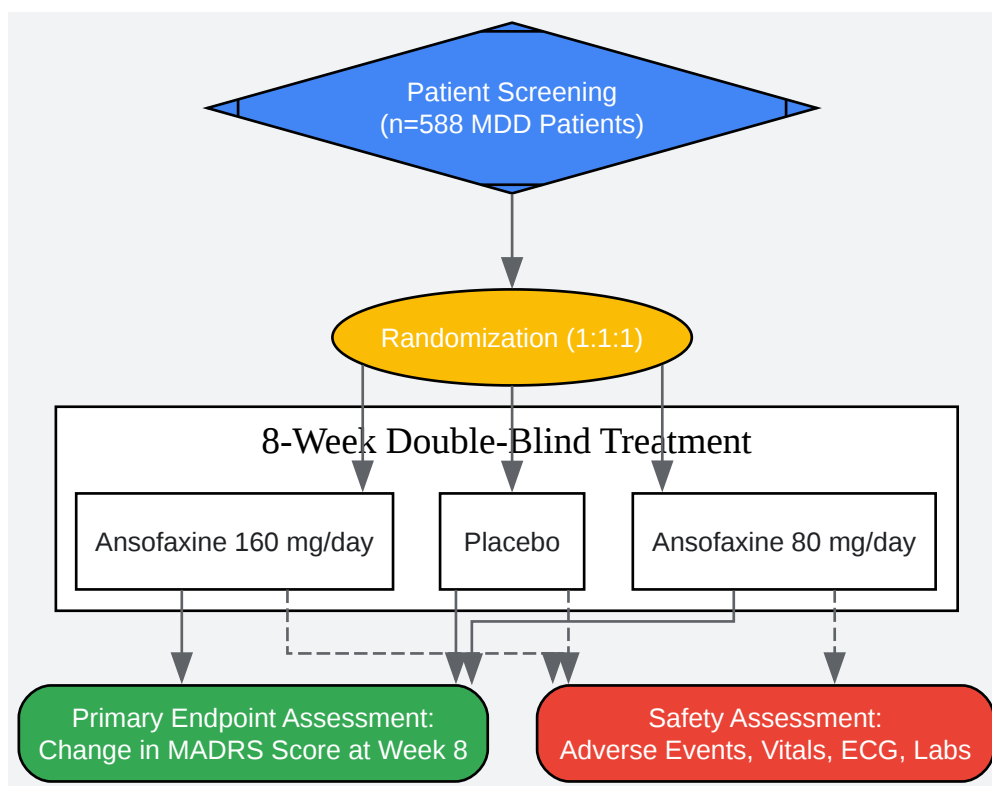 Patient Screening
(n=588 MDD Patients)
Randomization (1:1:1)
8-Week Double-Blind Treatment
Ansofaxine 160 mg/day
Placebo
Ansofaxine 80 mg/day
Primary Endpoint Assessment:
Change in MADRS Score at Week 8
Safety Assessment:
Adverse Events, Vitals, ECG, Labs